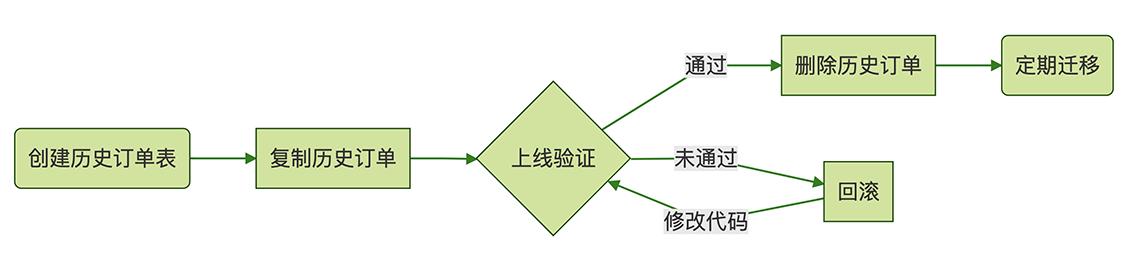 创建历史订单表
复制历史订单
上线验证
通过
删除历史订单
定期迁移
未通过
回滚
修改代码